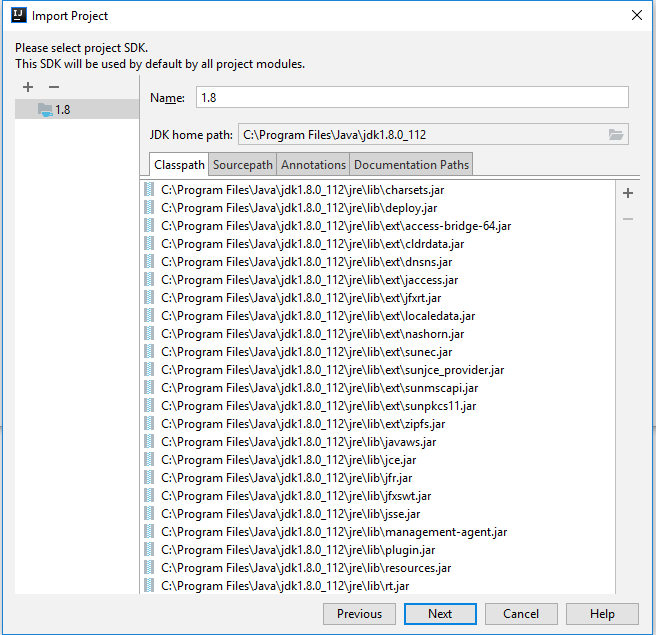 IJ Import Project
Please select project SDK.
This SDK will be used by default by all project modules.
1.8
Name: 1.8
JDK home path: C:\Program Files\Java\jdk1.8.0_112
Classpath Sourcepath Annotations Documentation Paths
C:\Program Files\Java\jdk1.8.0_112\jre\lib\charsets.jar
C:\Program Files\Java\jdk1.8.0_112\jre\lib\deploy.jar
C:\Program Files\Java\jdk1.8.0_112\jre\lib\ext\access-bridge-64.jar
C:\Program Files\Java\jdk1.8.0_112\jre\lib\ext\cldrdata.jar
C:\Program Files\Java\jdk1.8.0_112\jre\lib\ext\dnsns.jar
C:\Program Files\Java\jdk1.8.0_112\jre\lib\ext\jaccess.jar
C:\Program Files\Java\jdk1.8.0_112\jre\lib\ext\jfxrt.jar
C:\Program Files\Java\jdk1.8.0_112\jre\lib\ext\localedata.jar
C:\Program Files\Java\jdk1.8.0_112\jre\lib\ext\nashorn.jar
C:\Program Files\Java\jdk1.8.0_112\jre\lib\ext\sunec.jar
C:\Program Files\Java\jdk1.8.0_112\jre\lib\ext\sunjce_provider.jar
C:\Program Files\Java\jdk1.8.0_112\jre\lib\ext\sunmscapi.jar
C:\Program Files\Java\jdk1.8.0_112\jre\lib\ext\sunpkcs11.jar
C:\Program Files\Java\jdk1.8.0_112\jre\lib\ext\zipfs.jar
C:\Program Files\Java\jdk1.8.0_112\jre\lib\javaws.jar
C:\Program Files\Java\jdk1.8.0_112\jre\lib\jce.jar
C:\Program Files\Java\jdk1.8.0_112\jre\lib\jfr.jar
C:\Program Files\Java\jdk1.8.0_112\jre\lib\jfxswt.jar
C:\Program Files\Java\jdk1.8.0_112\jre\lib\jsse.jar
C:\Program Files\Java\jdk1.8.0_112\jre\lib\management-agent.jar
C:\Program Files\Java\jdk1.8.0_112\jre\lib\plugin.jar
C:\Program Files\Java\jdk1.8.0_112\jre\lib\resources.jar
C:\Program Files\Java\jdk1.8.0_112\jre\lib\rt.jar
Previous Next Cancel Help